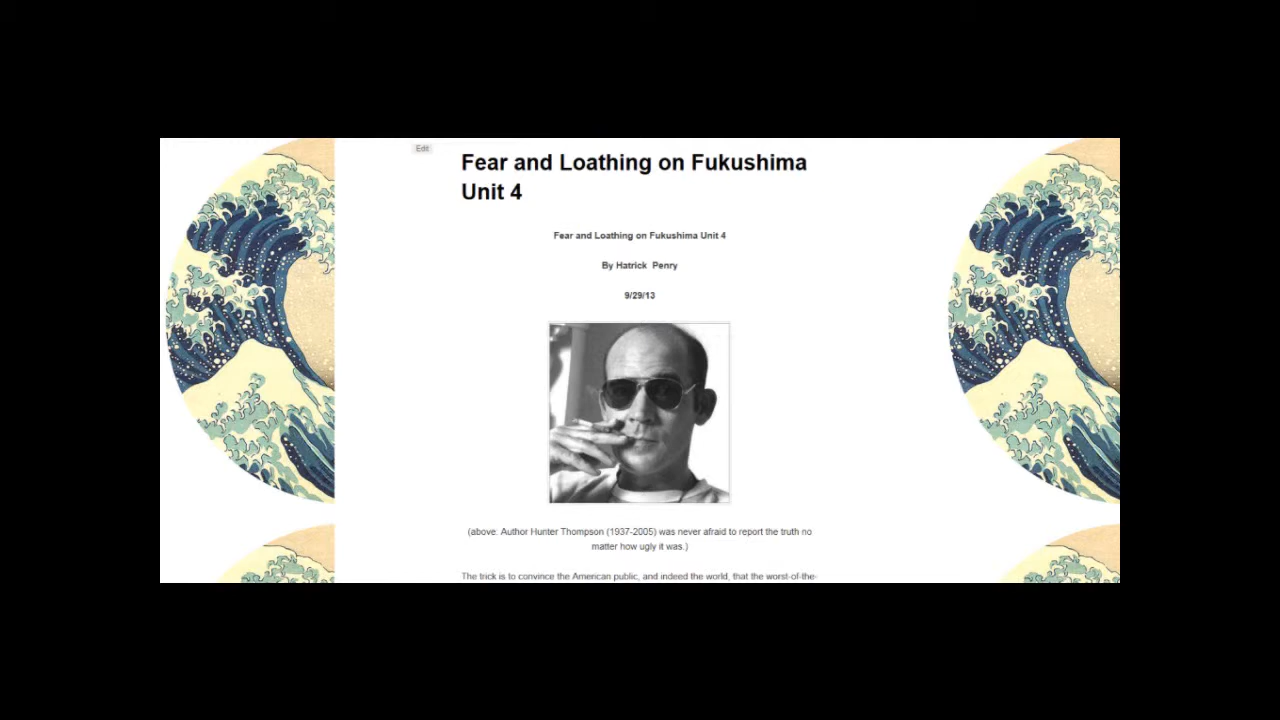 Edit
Fear and Loathing on Fukushima
Unit 4
Fear and Loathing on Fukushima Unit 4
By Hatrick Penry
9/29/13
(above: Author Hunter Thompson (1937-2005) was never afraid to report the truth no
matter how ugly it was.)
The trick is to convince the American public, and indeed the world, that the worst-of-the-